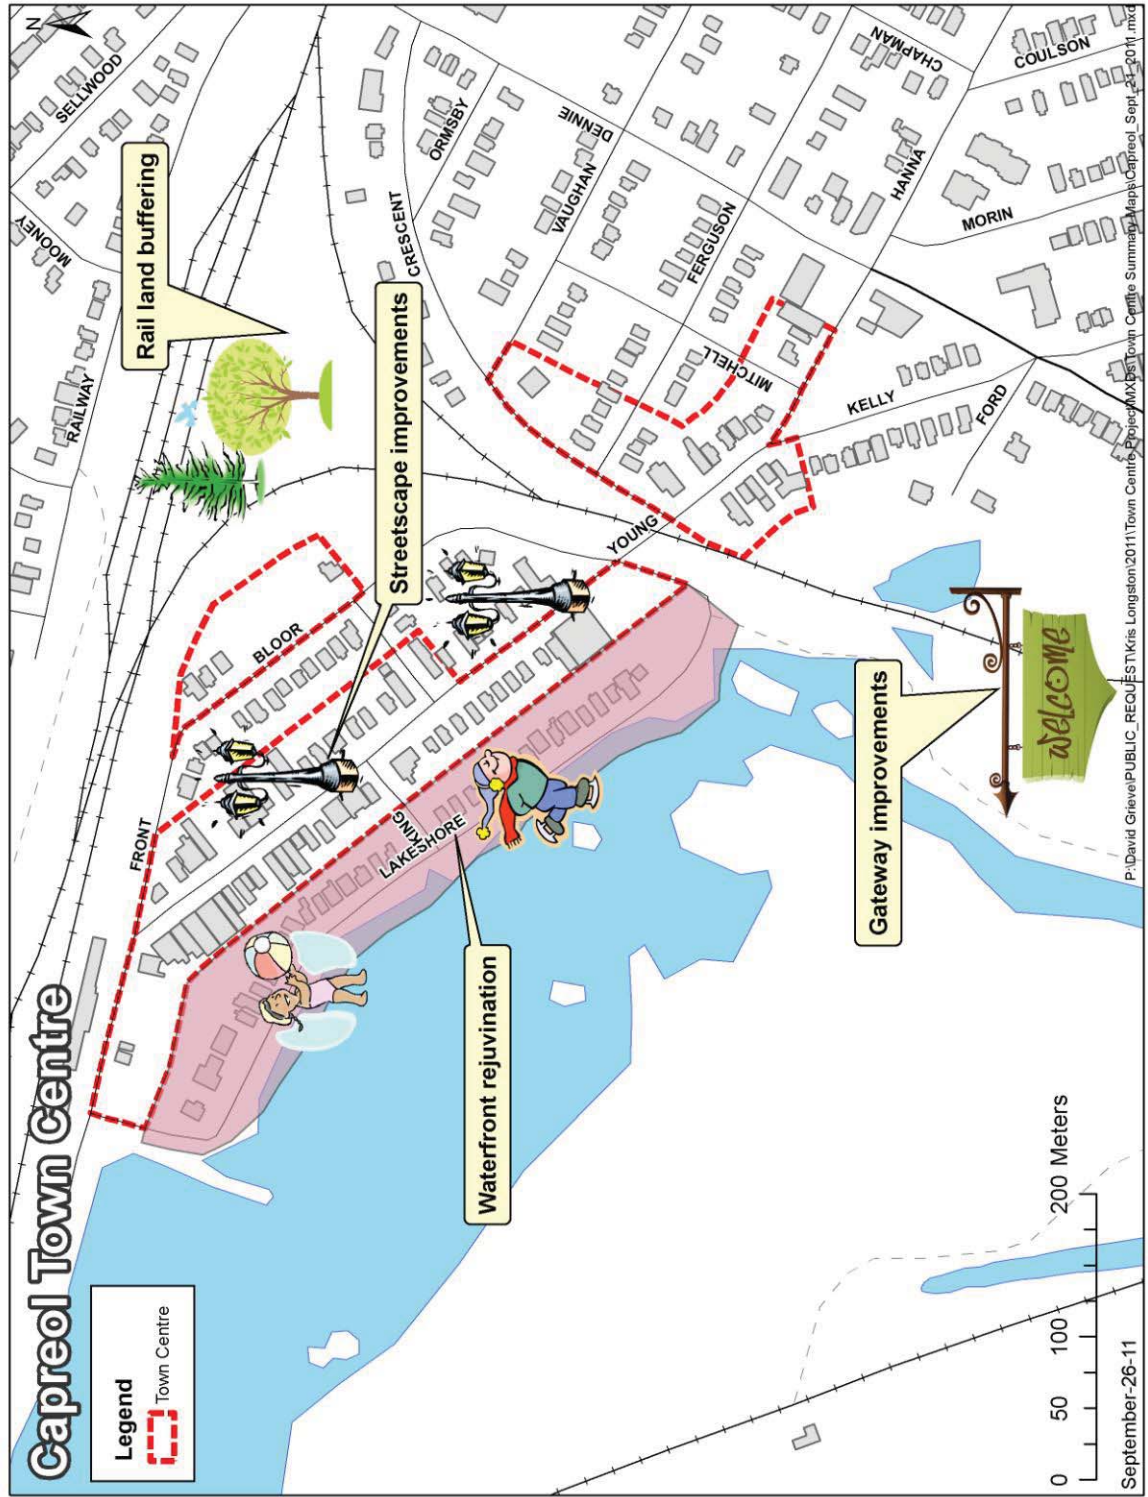 Capreol Town Centre
Legend
Town Centre
N
SELLWOOD
MOONEY
RAILWAY
Rail land buffering
Streetscape improvements
CRESCENT
ORMSBY
DENNIE
VAUGHAN
FERGUSON
CHAPMAN
COULSON
HANNA
MORIN
MITCHELL
KELLY
FORD
YOUNG
BLOOR
FRONT
KING
LAKESHORE
Waterfront rejuvination
Gateway improvements
WELCOME
0 50 100 200 Meters
September-26-11
P:\David Grieve\PUBLIC_REQUEST\Kris Longston\2011\Town Centre Project\MXDs\Town Centre Summary Maps\Capreol_Sept_21_2011.mxd